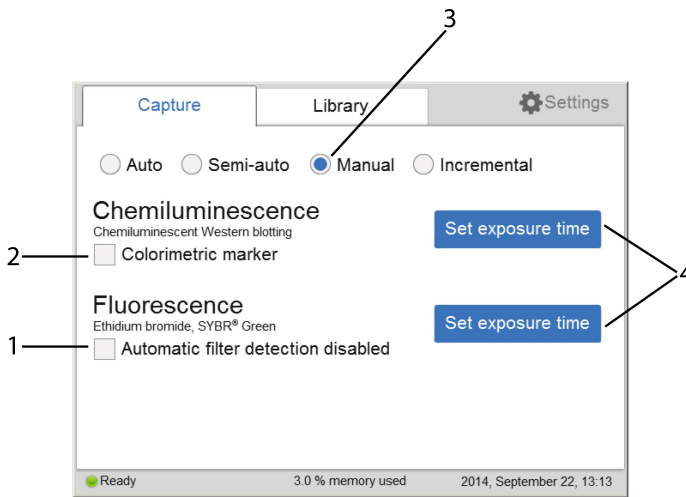 3
Capture Library Settings
Auto Semi-auto Manual Incremental
Chemiluminescence
Chemiluminescent Western blotting
Set exposure time
2
Colorimetric marker
4
Fluorescence
Ethidium bromide, SYBR® Green
Set exposure time
1
Automatic filter detection disabled
Ready 3.0 % memory used 2014, September 22, 13:13